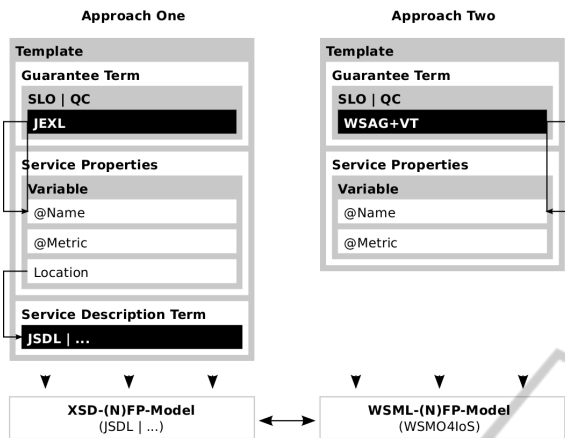 Approach One
Template
Guarantee Term
SLO | QC
JEXL
Service Properties
Variable
@Name
@Metric
Location
Service Description Term
JSDL | ...
XSD-(N)FP-Model
(JSDL | ...)
Approach Two
Template
Guarantee Term
SLO | QC
WSAG+VT
Service Properties
Variable
@Name
@Metric
WSML-(N)FP-Model
(WSMO4IoS)